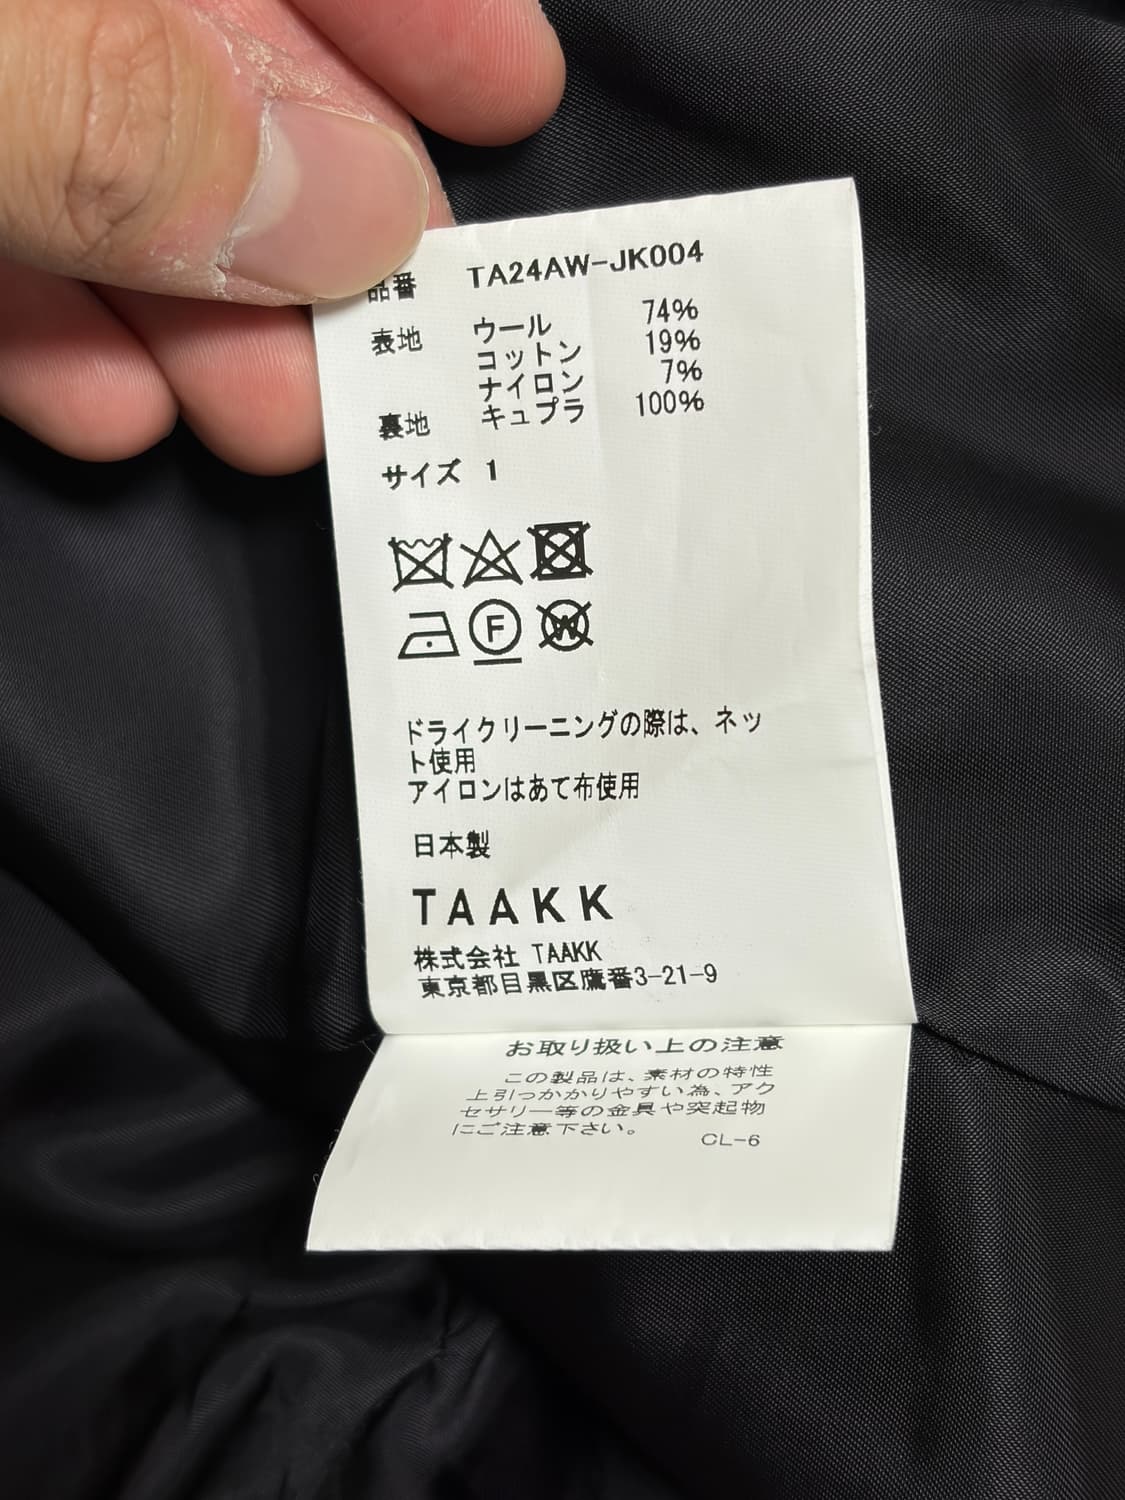 品番 TA24AW-JK004
表地 ウール 74%
コットン 19%
ナイロン 7%
裏地 キュプラ 100%
サイズ 1
F W
ドライクリーニングの際は、ネッ
ト使用
アイロンはあて布使用
日本製
TAAKK
株式会社 TAAKK
東京都目黒区鷹番3-21-9
お取り扱い上の注意
この製品は、素材の特性
上引っかかりやすい為、アク
セサリー等の金具や突起物
にご注意下さい。 CL-6